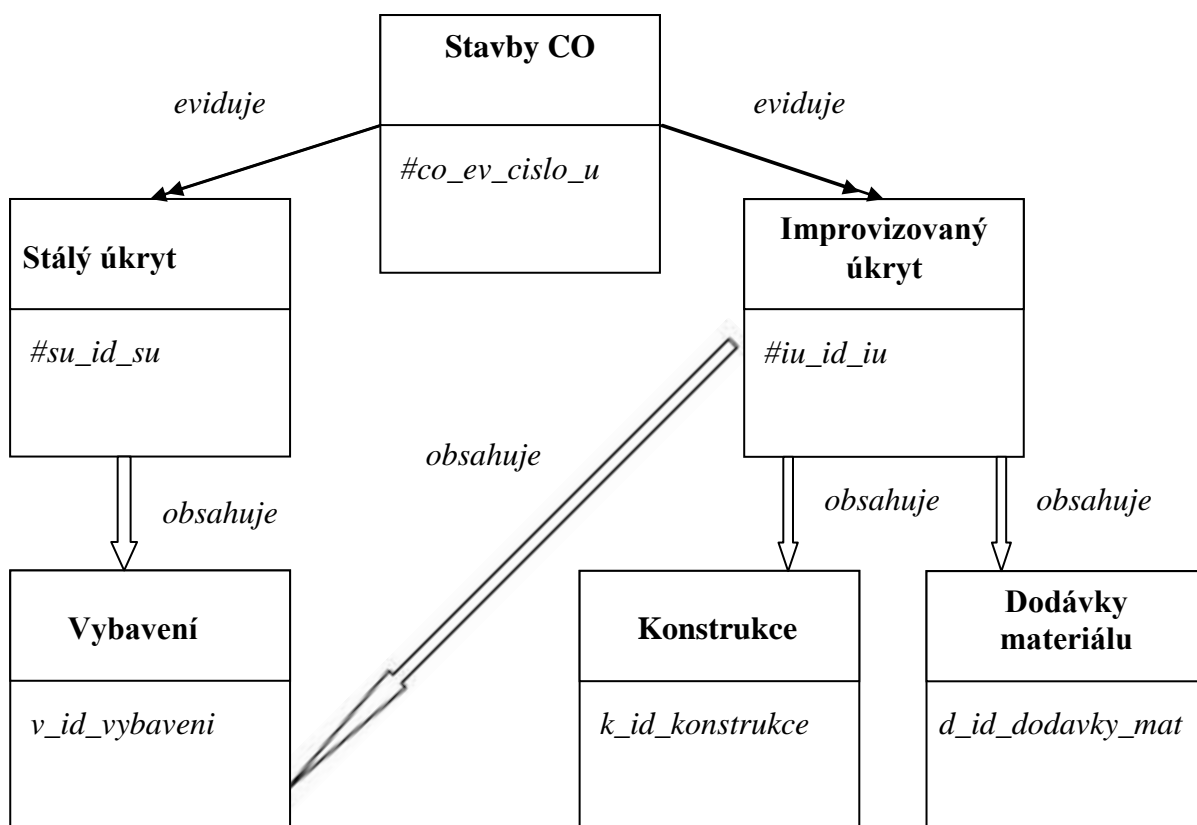 Stavby CO
eviduje
eviduje
#co_ev_cislo_u
Stálý úkryt
Improvizovaný
úkryt
#su_id_su
#iu_id_iu
obsahuje
obsahuje
obsahuje
obsahuje
Vybavení
Konstrukce
Dodávky
materiálu
v_id_vybaveni
k_id_konstrukce
d_id_dodavky_mat